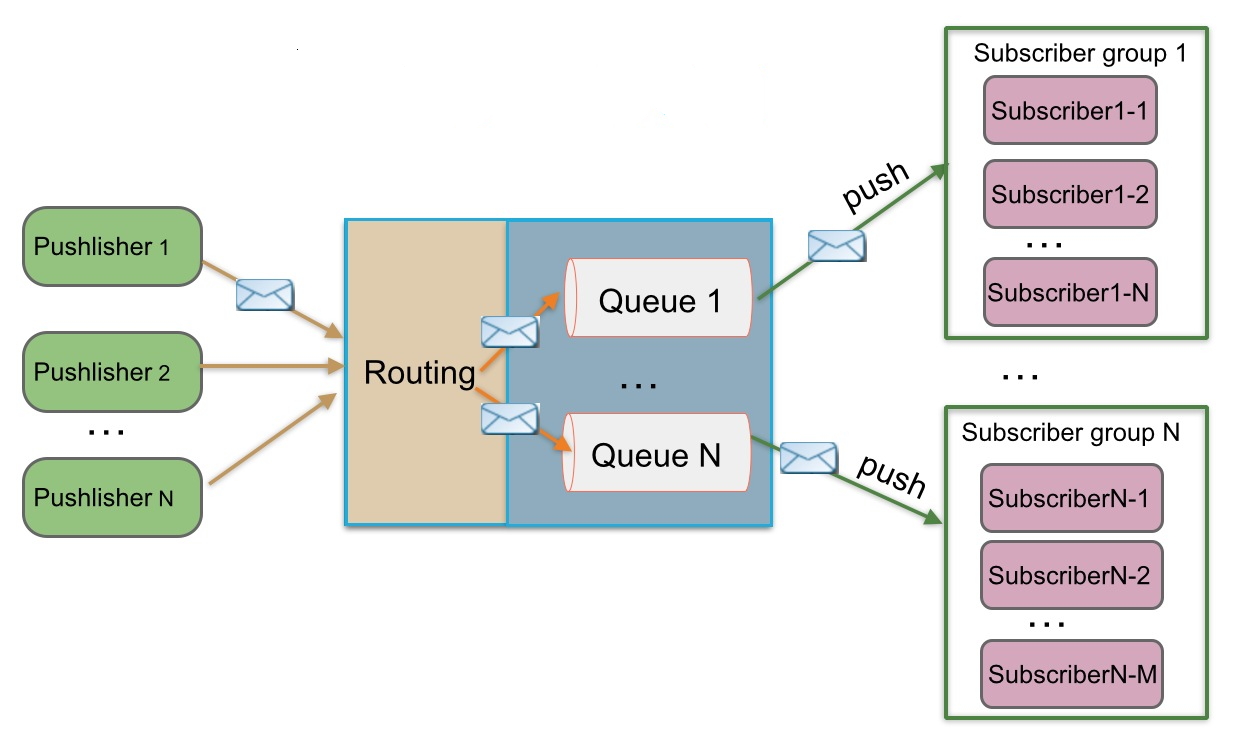 Pushlisher 1
Pushlisher 2
...
Pushlisher N
Routing
Queue 1
...
Queue N
push
push
Subscriber group 1
Subscriber1-1
Subscriber1-2
...
Subscriber1-N
...
Subscriber group N
SubscriberN-1
SubscriberN-2
...
SubscriberN-M